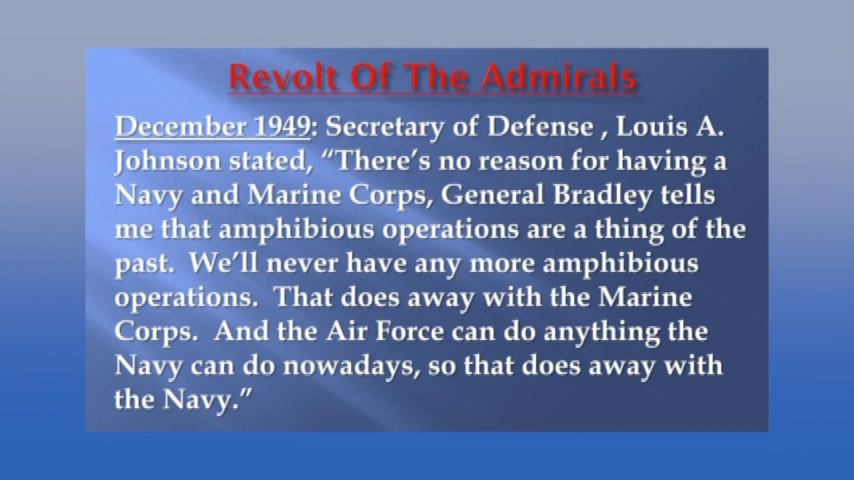 Revolt Of The Admirals
December 1949: Secretary of Defense , Louis A.
Johnson stated, “There’s no reason for having a
Navy and Marine Corps, General Bradley tells
me that amphibious operations are a thing of the
past.  We’ll never have any more amphibious
operations.  That does away with the Marine
Corps.  And the Air Force can do anything the
Navy can do nowadays, so that does away with
the Navy.”